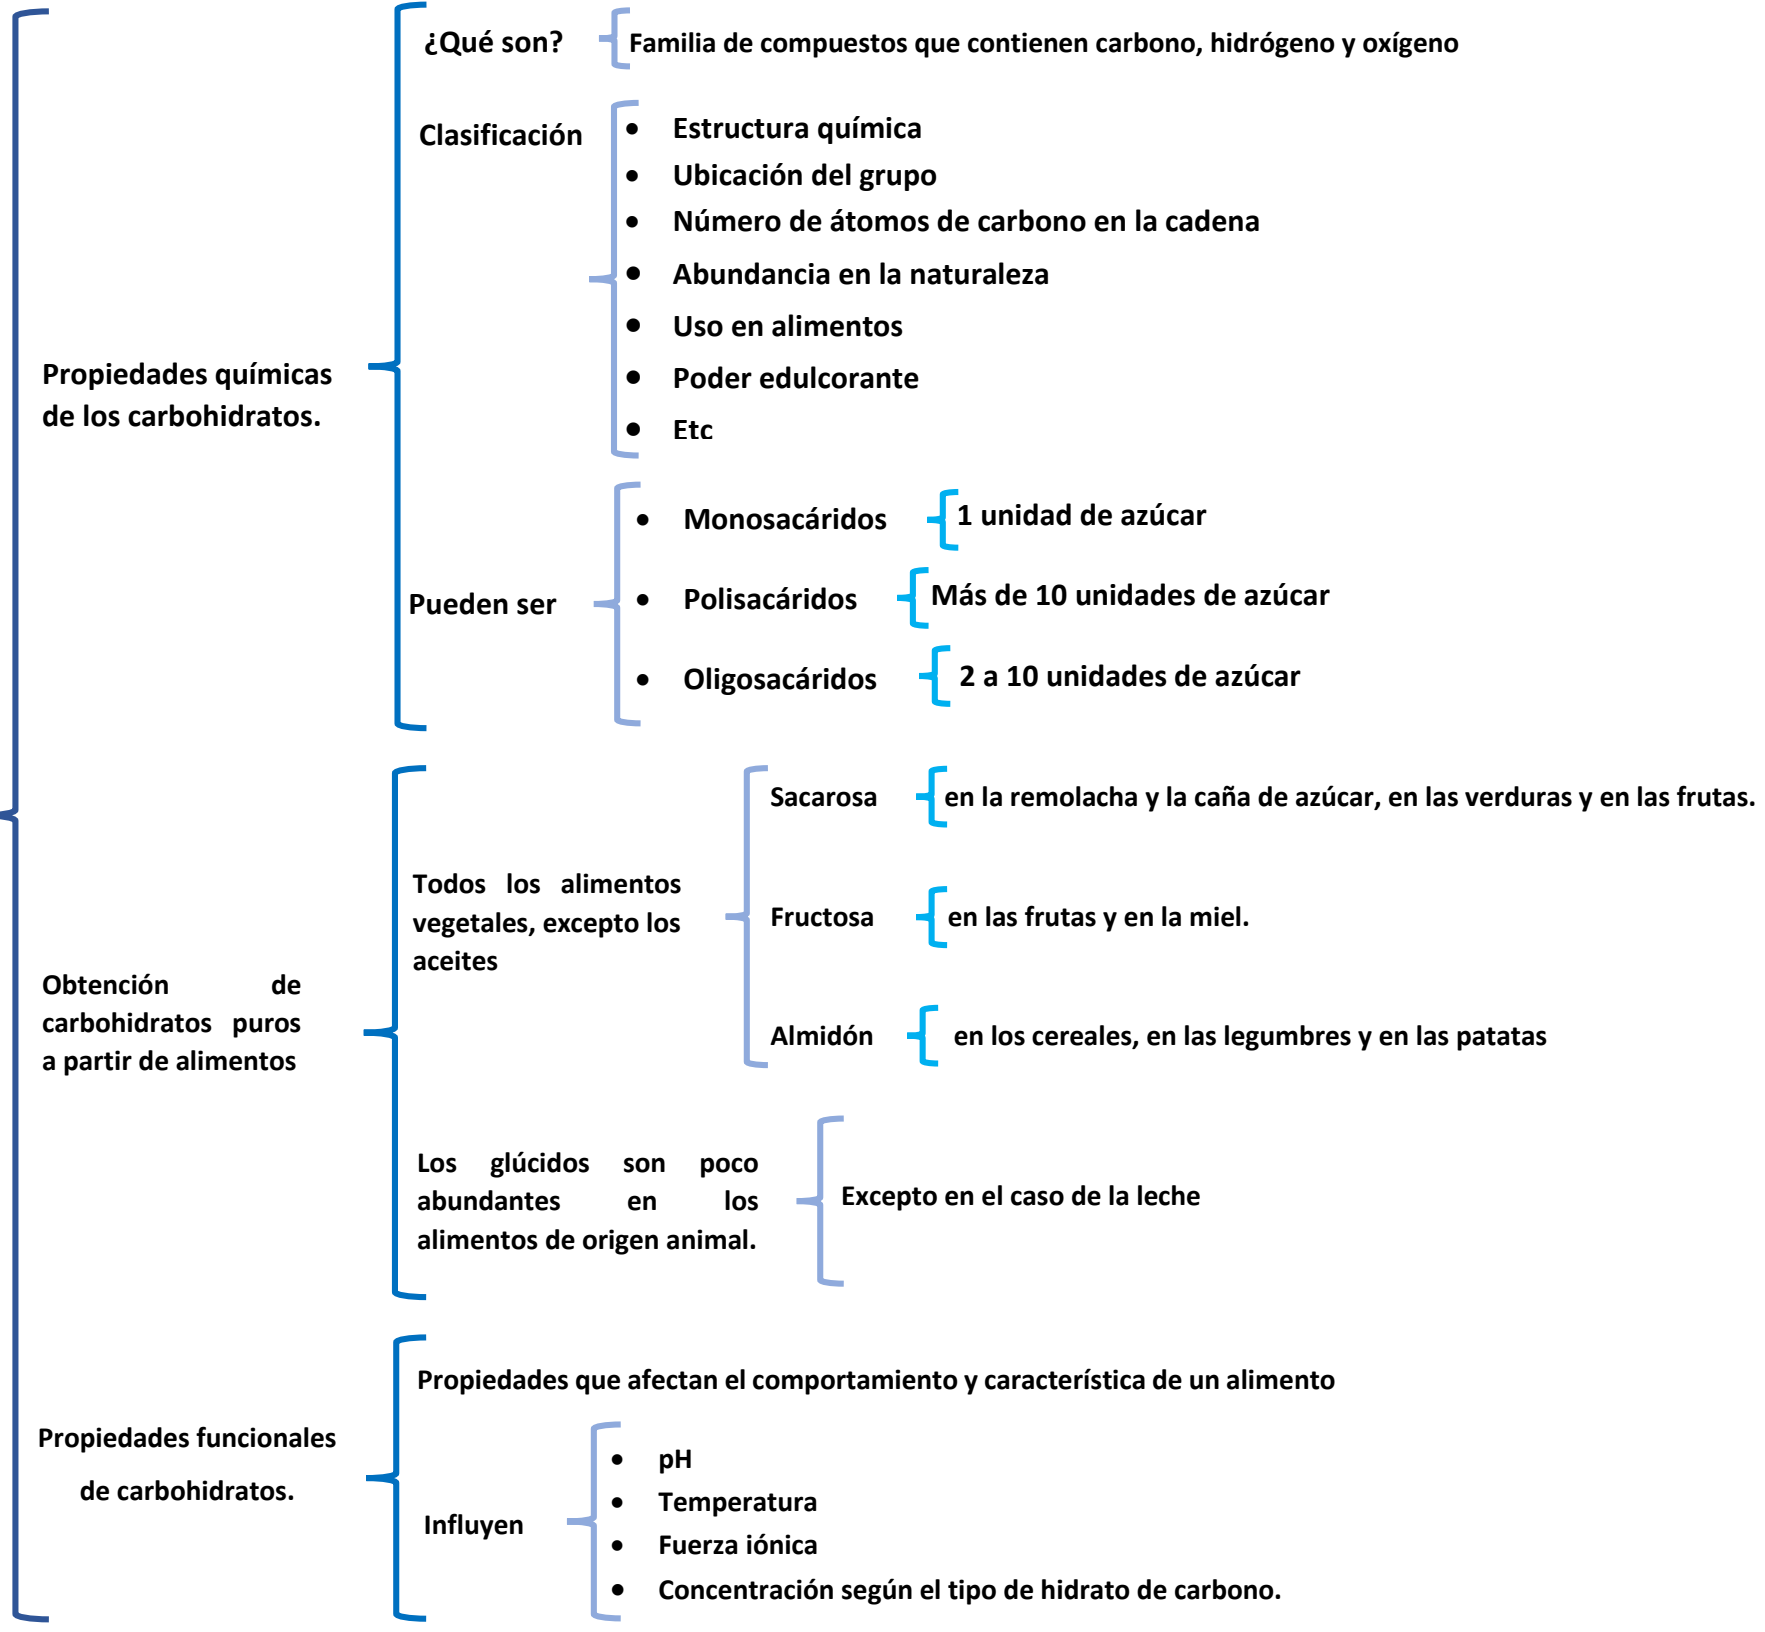 ¿Qué son?
Familia de compuestos que contienen carbono, hidrógeno y oxígeno
Clasificación
• Estructura química
• Ubicación del grupo
• Número de átomos de carbono en la cadena
• Abundancia en la naturaleza
• Uso en alimentos
• Poder edulcorante
• Etc
Propiedades químicas
de los carbohidratos.
Pueden ser
• Monosacáridos
1 unidad de azúcar
• Polisacáridos
Más de 10 unidades de azúcar
• Oligosacáridos
2 a 10 unidades de azúcar
Obtención de
carbohidratos puros
a partir de alimentos
Todos los alimentos
vegetales, excepto los
aceites
Sacarosa
en la remolacha y la caña de azúcar, en las verduras y en las frutas.
Fructosa
en las frutas y en la miel.
Almidón
en los cereales, en las legumbres y en las patatas
Los glúcidos son poco
abundantes en los
alimentos de origen animal.
Excepto en el caso de la leche
Propiedades funcionales
de carbohidratos.
Propiedades que afectan el comportamiento y característica de un alimento
Influyen
• pH
• Temperatura
• Fuerza iónica
• Concentración según el tipo de hidrato de carbono.